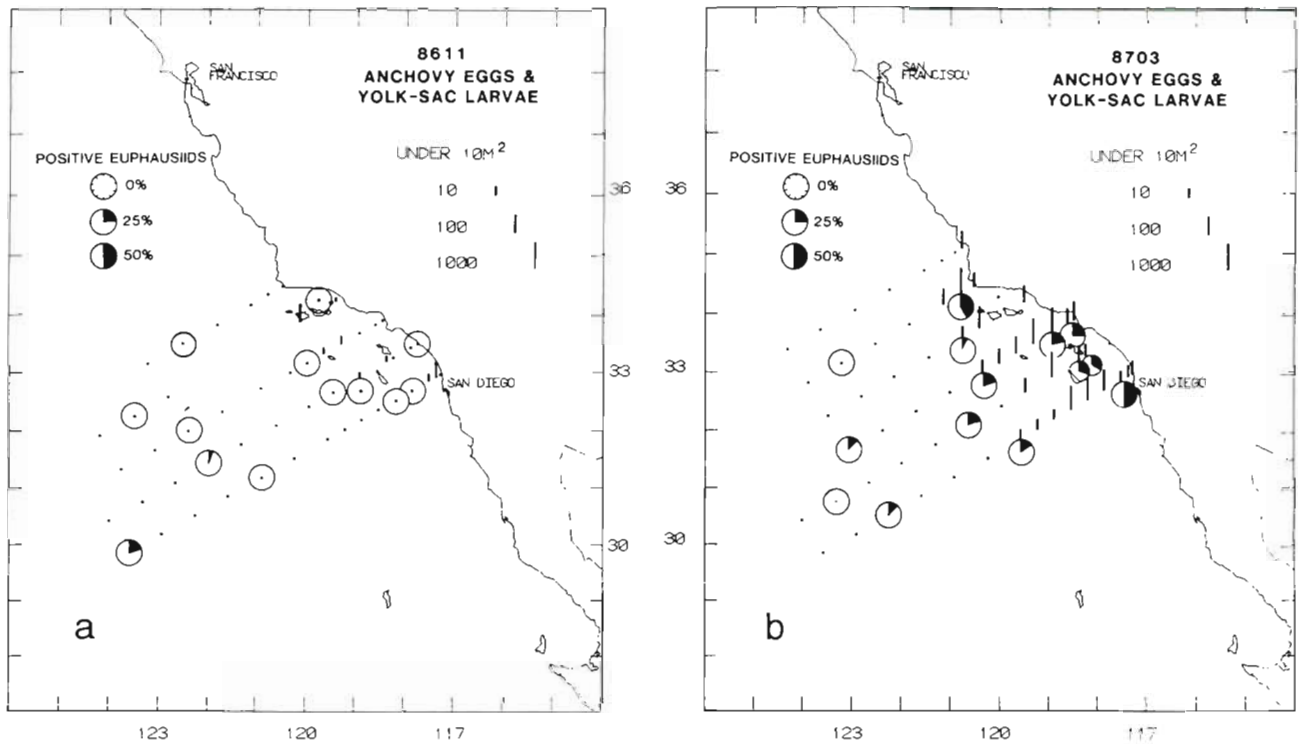 8611
ANCHOVY EGGS &
YOLK-SAC LARVAE
SAN
FRANCISCO
POSITIVE EUPHAUSIIDS
0%
25%
50%
UNDER 10M²
10
100
1000
SAN DIEGO
36
33
30
a
123
120
117
8703
ANCHOVY EGGS &
YOLK-SAC LARVAE
SAN
FRANCISCO
POSITIVE EUPHAUSIIDS
0%
25%
50%
UNDER 10M²
10
100
1000
SAN DIEGO
36
33
30
b
123
120
117